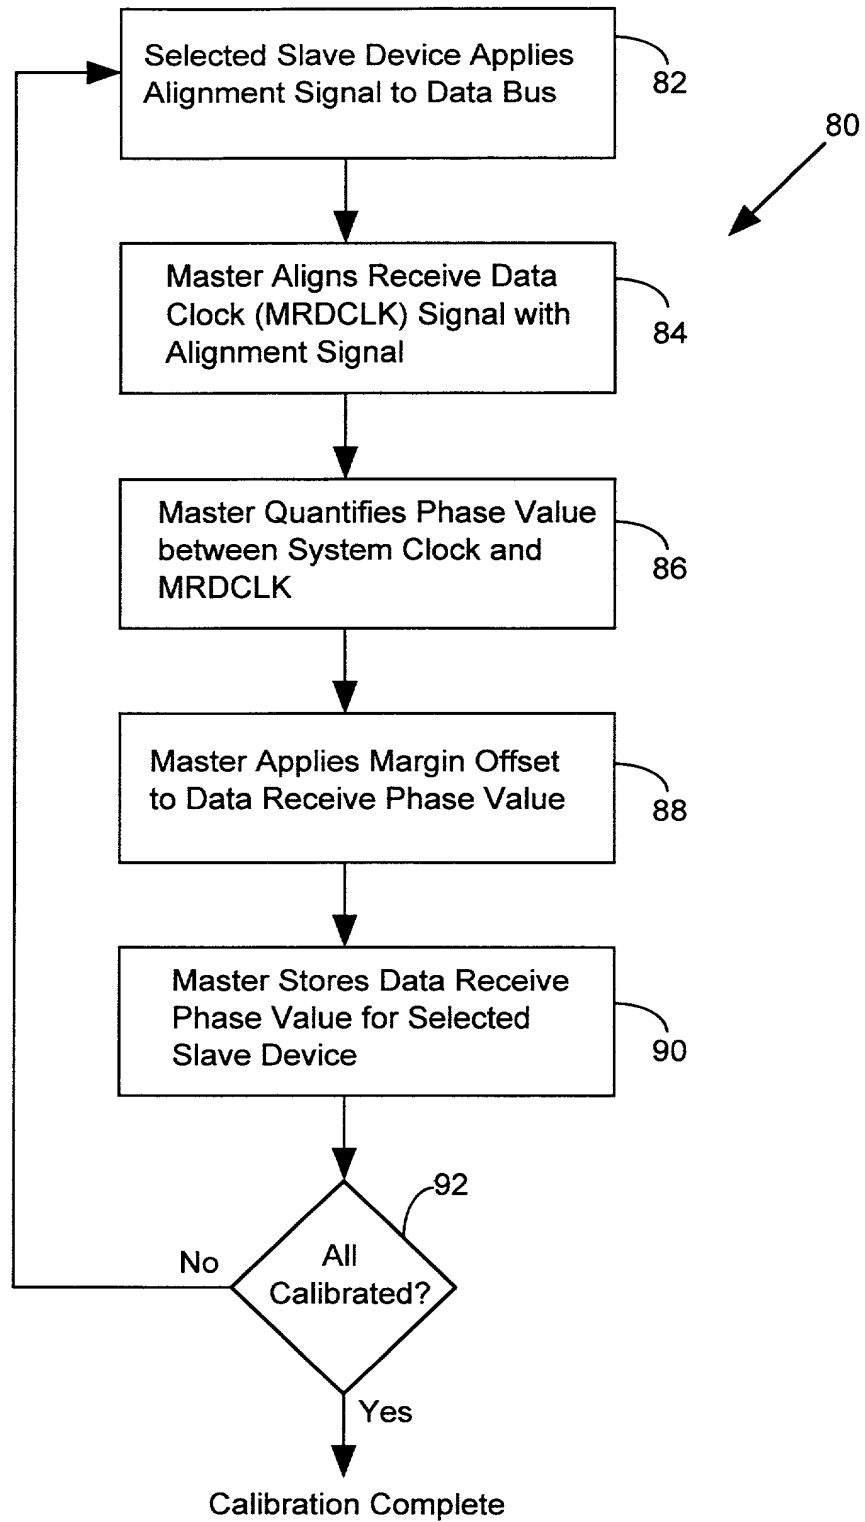 Selected Slave Device Applies
Alignment Signal to Data Bus
82
80
Master Aligns Receive Data
Clock (MRDCLK) Signal with
Alignment Signal
84
Master Quantifies Phase Value
between System Clock and
MRDCLK
86
Master Applies Margin Offset
to Data Receive Phase Value
88
Master Stores Data Receive
Phase Value for Selected
Slave Device
90
92
All
Calibrated?
No
Yes
Calibration Complete